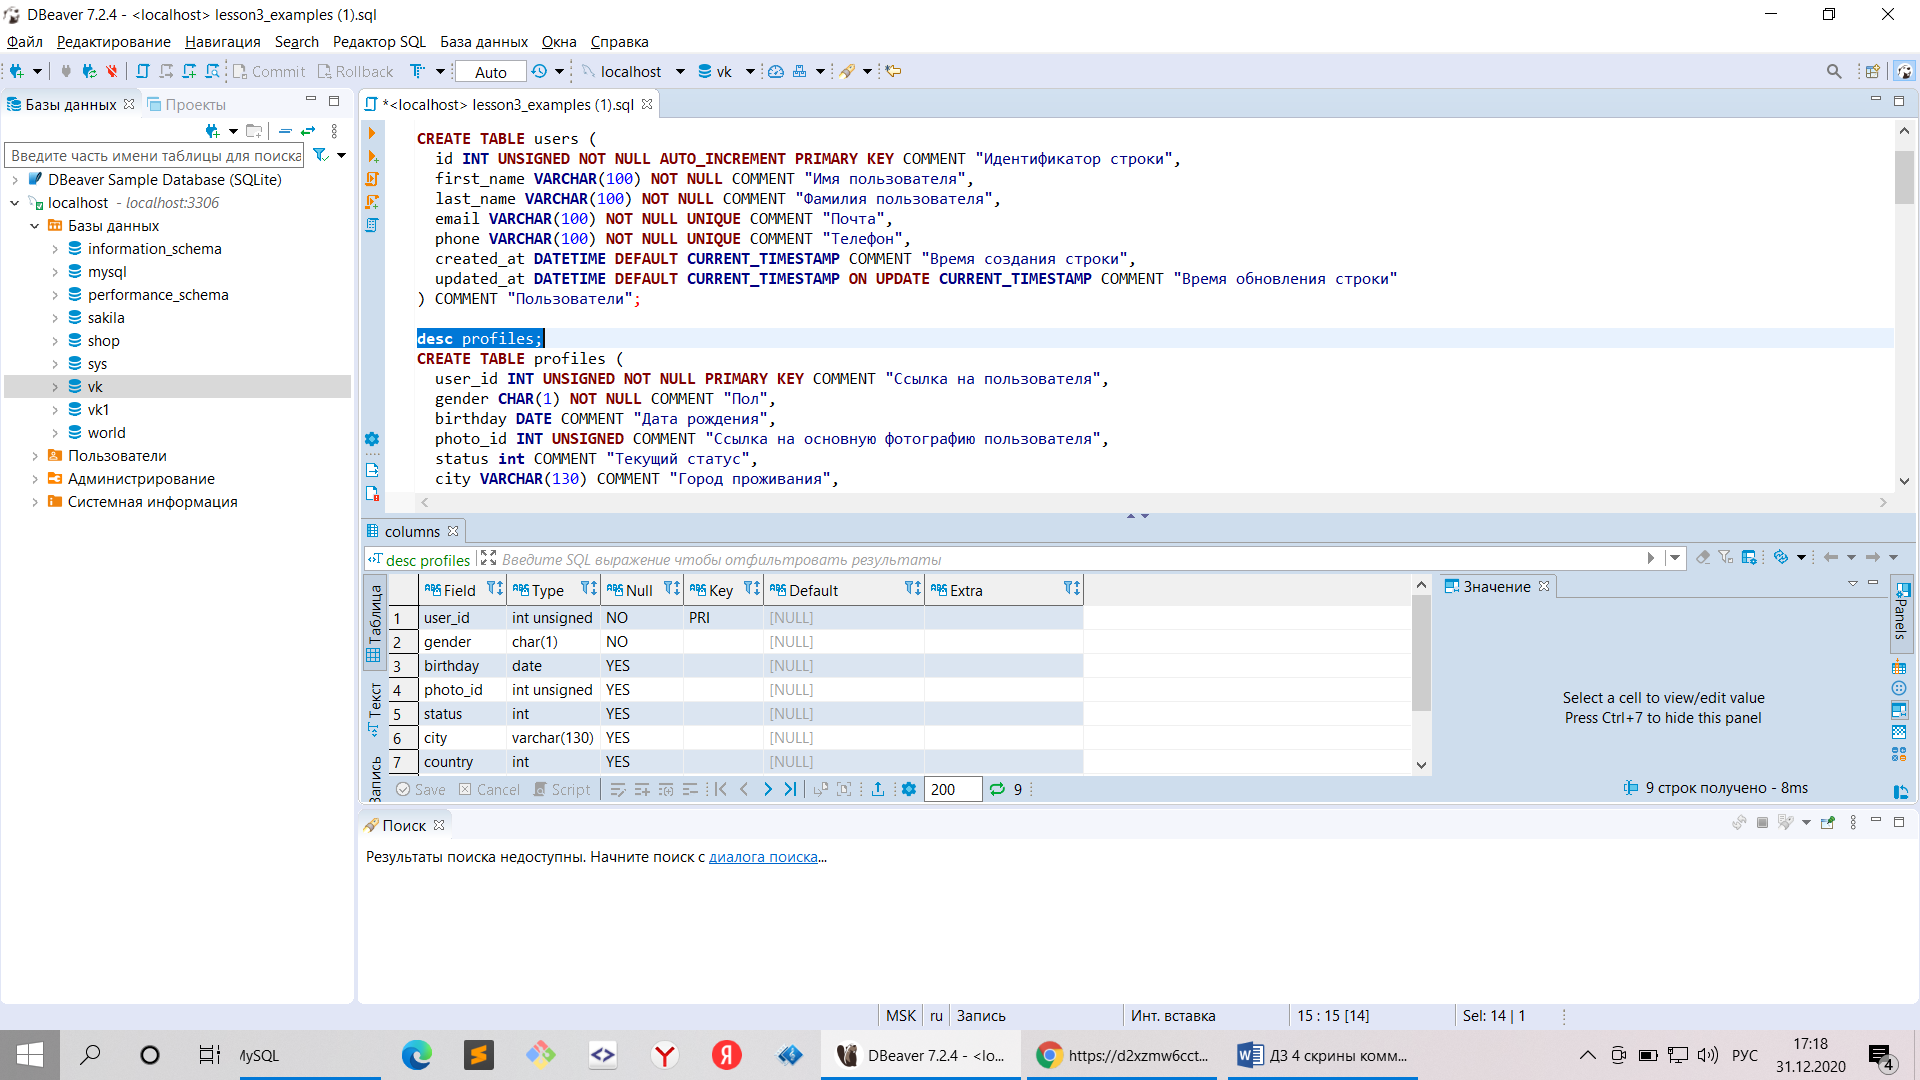 DBeaver 7.2.4 - <localhost> lesson3_examples (1).sql
Файл Редактирование Навигация Search Редактор SQL База данных Окна Справка
Commit Rollback Auto localhost vk
Базы данных Проекты
Введите часть имени таблицы для поиска
DBeaver Sample Database (SQLite)
localhost - localhost:3306
Базы данных
information_schema
mysql
performance_schema
sakila
shop
sys
vk
vk1
world
Пользователи
Администрирование
Системная информация
*<localhost> lesson3_examples (1).sql
CREATE TABLE users (
id INT UNSIGNED NOT NULL AUTO_INCREMENT PRIMARY KEY COMMENT "Идентификатор строки",
first_name VARCHAR(100) NOT NULL COMMENT "Имя пользователя",
last_name VARCHAR(100) NOT NULL COMMENT "Фамилия пользователя",
email VARCHAR(100) NOT NULL UNIQUE COMMENT "Почта",
phone VARCHAR(100) NOT NULL UNIQUE COMMENT "Телефон",
created_at DATETIME DEFAULT CURRENT_TIMESTAMP COMMENT "Время создания строки",
updated_at DATETIME DEFAULT CURRENT_TIMESTAMP ON UPDATE CURRENT_TIMESTAMP COMMENT "Время обновления строки"
) COMMENT "Пользователи";
desc profiles;
CREATE TABLE profiles (
user_id INT UNSIGNED NOT NULL PRIMARY KEY COMMENT "Ссылка на пользователя",
gender CHAR(1) NOT NULL COMMENT "Пол",
birthday DATE COMMENT "Дата рождения",
photo_id INT UNSIGNED COMMENT "Ссылка на основную фотографию пользователя",
status int COMMENT "Текущий статус",
city VARCHAR(130) COMMENT "Город проживания",
columns
desc profiles Введите SQL выражение чтобы отфильтровать результаты
Таблица
Текст
Запись
Field Type Null Key Default Extra
1 user_id int unsigned NO PRI [NULL]
2 gender char(1) NO [NULL]
3 birthday date YES [NULL]
4 photo_id int unsigned YES [NULL]
5 status int YES [NULL]
6 city varchar(130) YES [NULL]
7 country int YES [NULL]
Save Cancel Script 200 9
Значение
Select a cell to view/edit value
Press Ctrl+7 to hide this panel
9 строк получено - 8ms
Panels
Поиск
Результаты поиска недоступны. Начните поиск с диалога поиска...
MSK ru Запись Инт. вставка 15 : 15 [14] Sel: 14 | 1
MySQL DBeaver 7.2.4 - <lo... https://d2xzmw6cct... ДЗ 4 скрины комм... РУС 17:18
31.12.2020 4